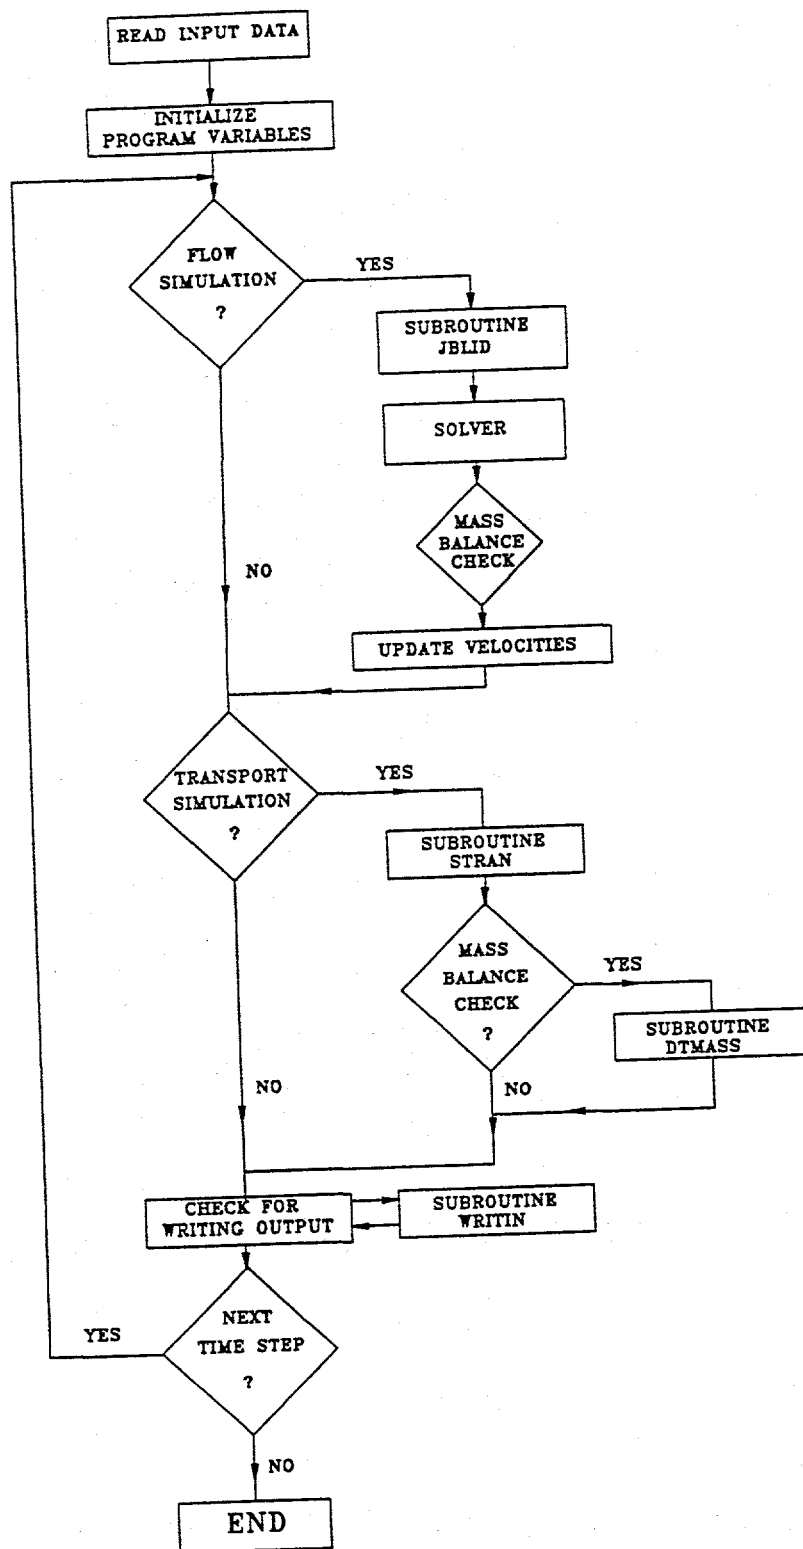 READ INPUT DATA
INITIALIZE
PROGRAM VARIABLES
FLOW
SIMULATION
?
YES
SUBROUTINE
JBLID
SOLVER
MASS
BALANCE
CHECK
NO
UPDATE VELOCITIES
TRANSPORT
SIMULATION
?
YES
SUBROUTINE
STRAN
MASS
BALANCE
CHECK
?
YES
SUBROUTINE
DTMASS
NO
NO
CHECK FOR
WRITING OUTPUT
SUBROUTINE
WRITIN
NEXT
TIME STEP
?
YES
NO
END